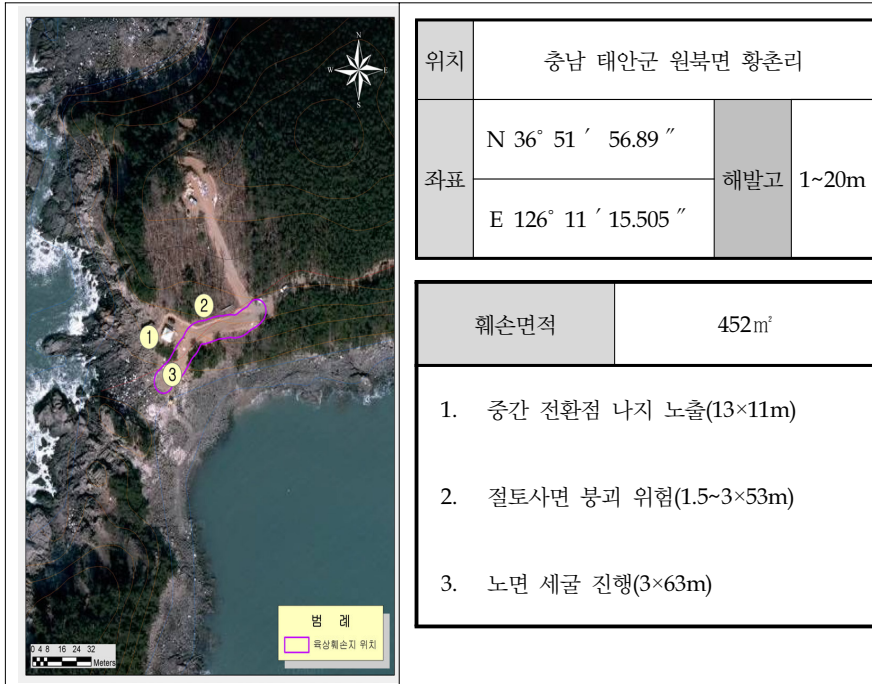 N
W E
S
2
1
3
범 례
육상훼손지 위치
0 4 8 16 24 32
Meters
위치 충남 태안군 원북면 황촌리
좌표 N 36° 51′ 56.89″ 해발고 1~20m
E 126° 11′ 15.505″
훼손면적 452㎡
1. 중간 전환점 나지 노출(13×11m)
2. 절토사면 붕괴 위험(1.5~3×53m)
3. 노면 세굴 진행(3×63m)